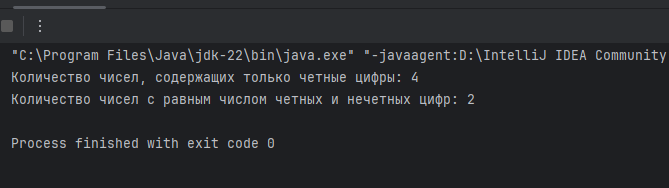 "C:\Program Files\Java\jdk-22\bin\java.exe" "-javaagent:D:\IntelliJ IDEA Community
Количество чисел, содержащих только четные цифры: 4
Количество чисел с равным числом четных и нечетных цифр: 2
Process finished with exit code 0